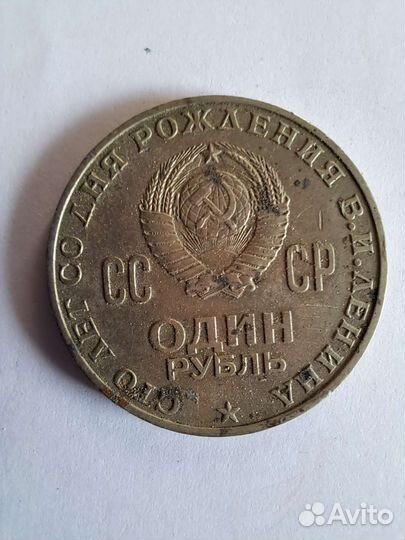 СТО ЛЕТ СО ДНЯ РОЖДЕНИЯ В.И.ЛЕНИНА
СС СР
ОДИН
РУБЛЬ
Avito